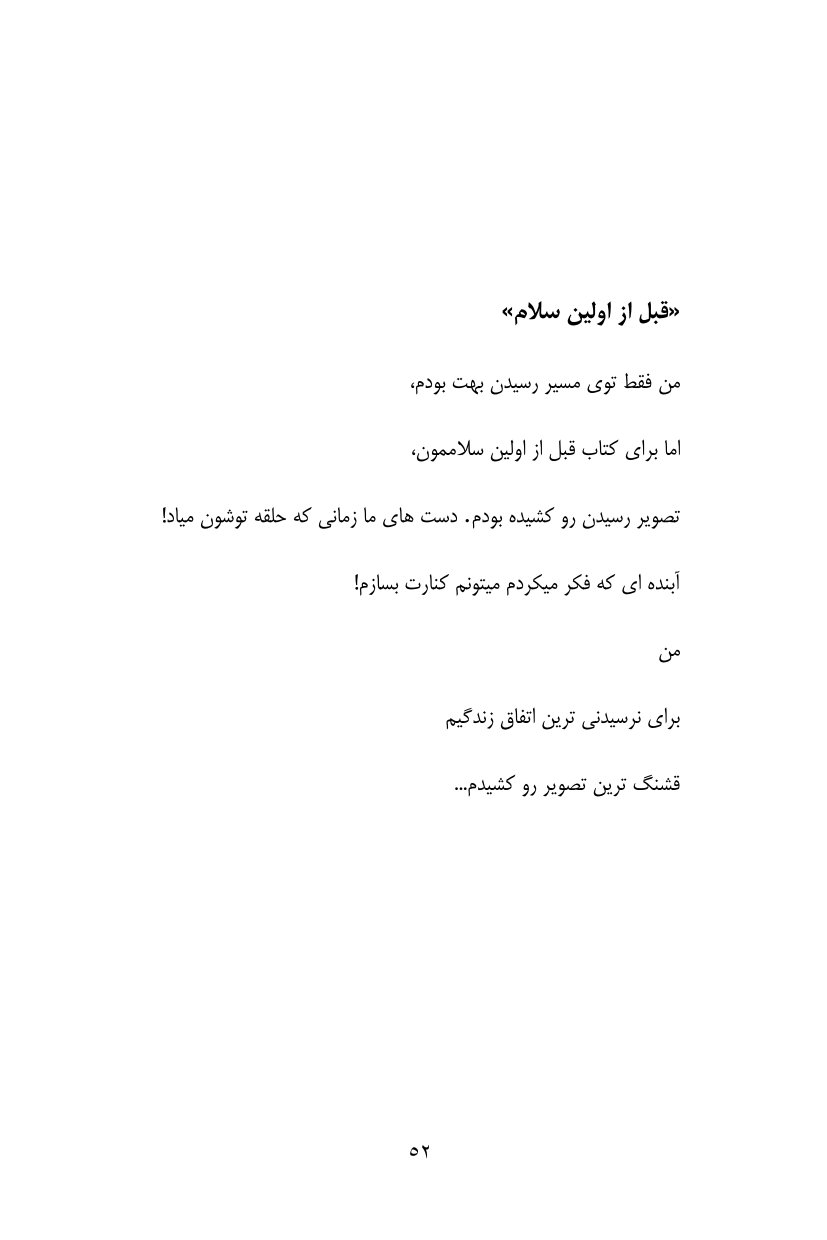 «قبل از اولین سلام»
من فقط توی مسیر رسیدن بهت بودم،
اما برای کتاب قبل از اولین سلاممون،
تصویر رسیدن رو کشیده بودم. دست های ما زمانی که حلقه توشون میاد!
آینده ای که فکر میکردم میتونم کنارت بسازم!
من
برای نرسیدنی ترین اتفاق زندگیم
قشنگ ترین تصویر رو کشیدم...
۵۲